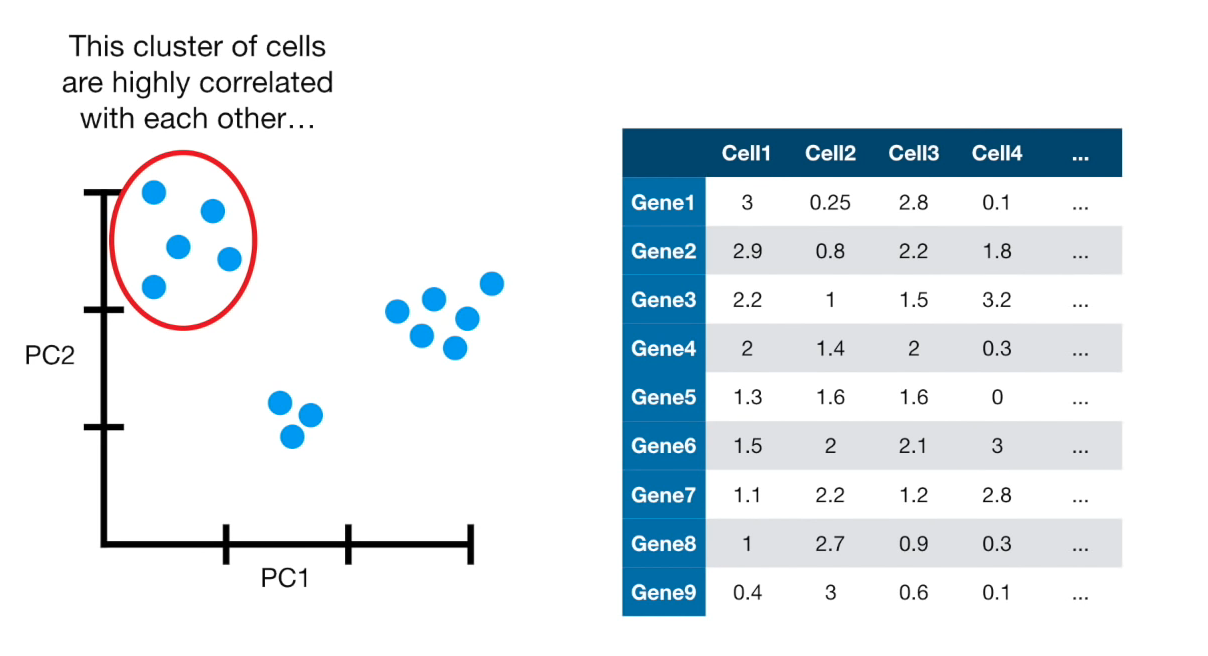 This cluster of cells
are highly correlated
with each other…
PC2
PC1
Cell1 Cell2 Cell3 Cell4 ...
Gene1 3 0.25 2.8 0.1 ...
Gene2 2.9 0.8 2.2 1.8 ...
Gene3 2.2 1 1.5 3.2 ...
Gene4 2 1.4 2 0.3 ...
Gene5 1.3 1.6 1.6 0 ...
Gene6 1.5 2 2.1 3 ...
Gene7 1.1 2.2 1.2 2.8 ...
Gene8 1 2.7 0.9 0.3 ...
Gene9 0.4 3 0.6 0.1 ...